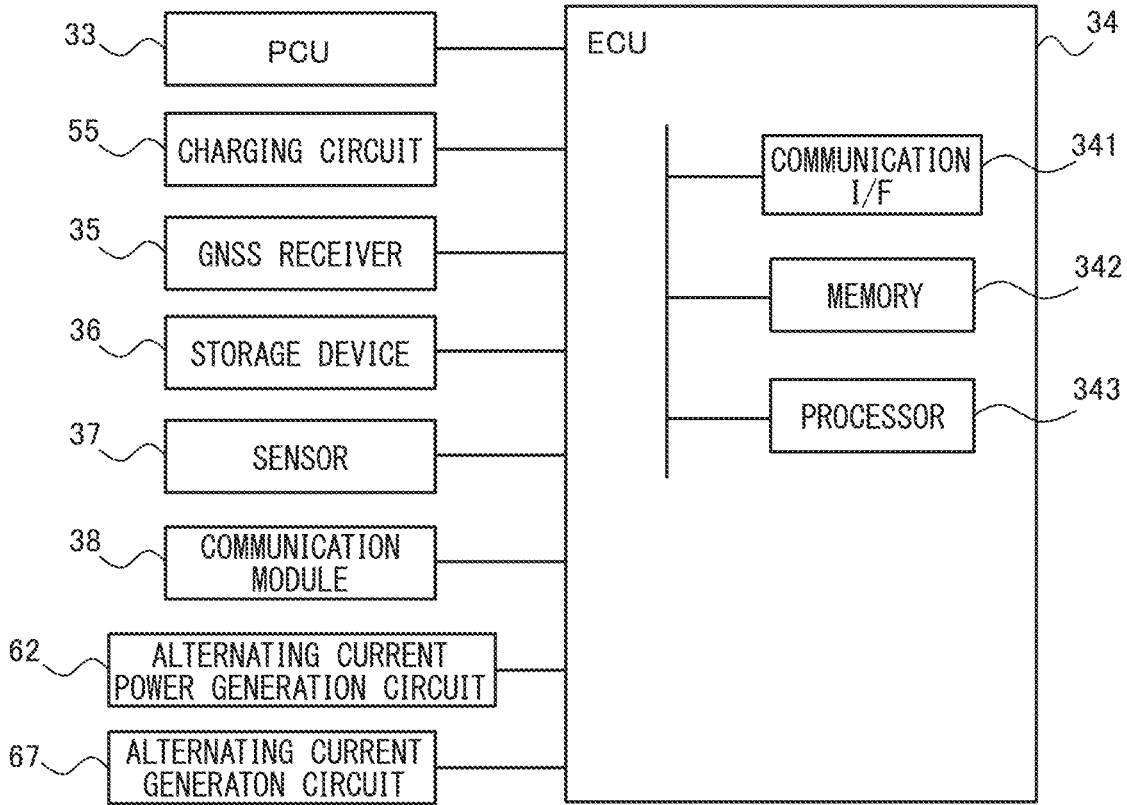 33
PCU
55
CHARGING CIRCUIT
35
GNSS RECEIVER
36
STORAGE DEVICE
37
SENSOR
38
COMMUNICATION
MODULE
62
ALTERNATING CURRENT
POWER GENERATION CIRCUIT
67
ALTERNATING CURRENT
GENERATON CIRCUIT
ECU
34
COMMUNICATION
I/F
341
MEMORY
342
PROCESSOR
343